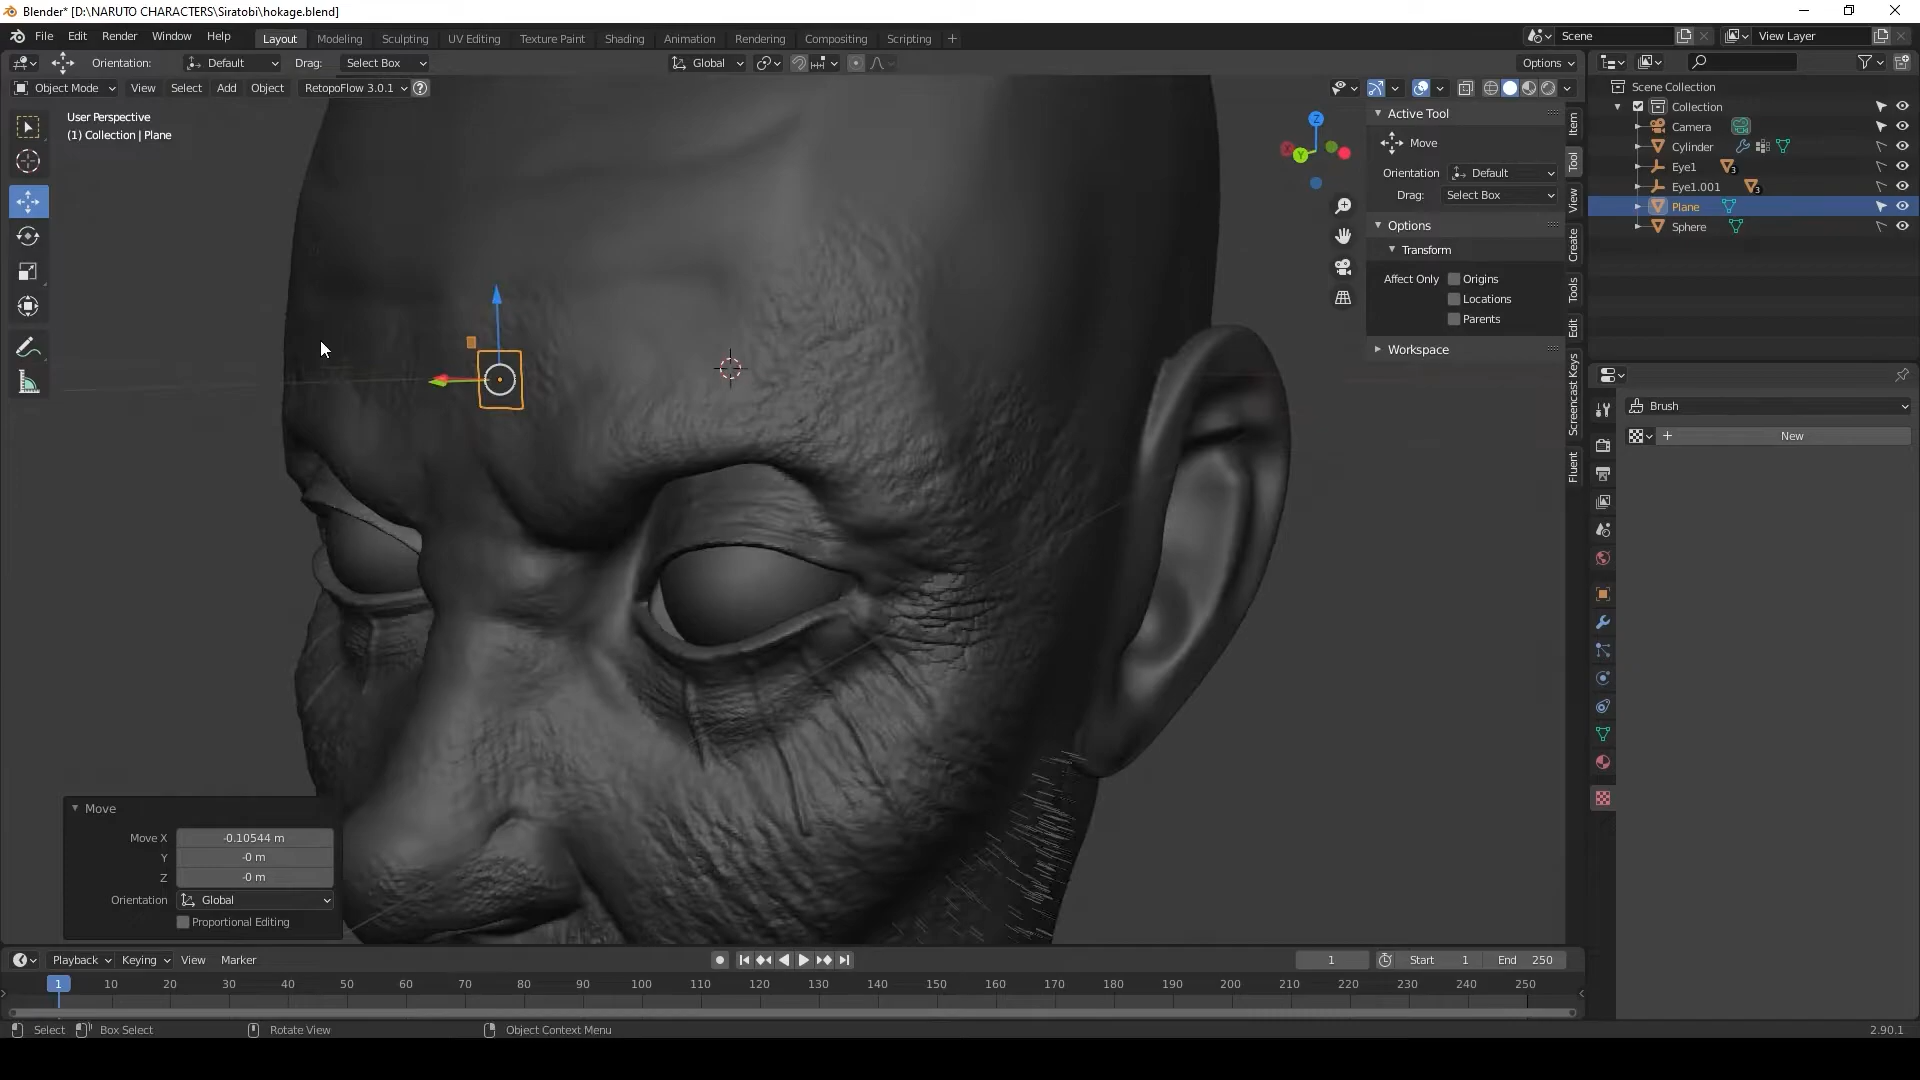 Blender* [D:\NARUTO CHARACTERS\Siratobi\hokage.blend]
File Edit Render Window Help Layout Modeling Sculpting UV Editing Texture Paint Shading Animation Rendering Compositing Scripting + Scene View Layer
Orientation: Default Drag: Select Box Global Options
Object Mode View Select Add Object RetopoFlow 3.0.1 ?
User Perspective
(1) Collection | Plane
Z
X
Y
Active Tool
Move
Orientation Default
Drag: Select Box
Options
Transform
Affect Only Origins
Locations
Parents
Workspace
Item
Tool
View
Create
Tools
Edit
Screencast Keys
Fluent
Scene Collection
Collection
Camera
Cylinder
Eye1 3
Eye1.001 3
Plane
Sphere
Brush
+ New
Move
Move X -0.10544 m
Y -0 m
Z -0 m
Orientation Global
Proportional Editing
Playback Keying View Marker 1 Start 1 End 250
1 10 20 30 40 50 60 70 80 90 100 110 120 130 140 150 160 170 180 190 200 210 220 230 240 250
Select Box Select Rotate View Object Context Menu 2.90.1